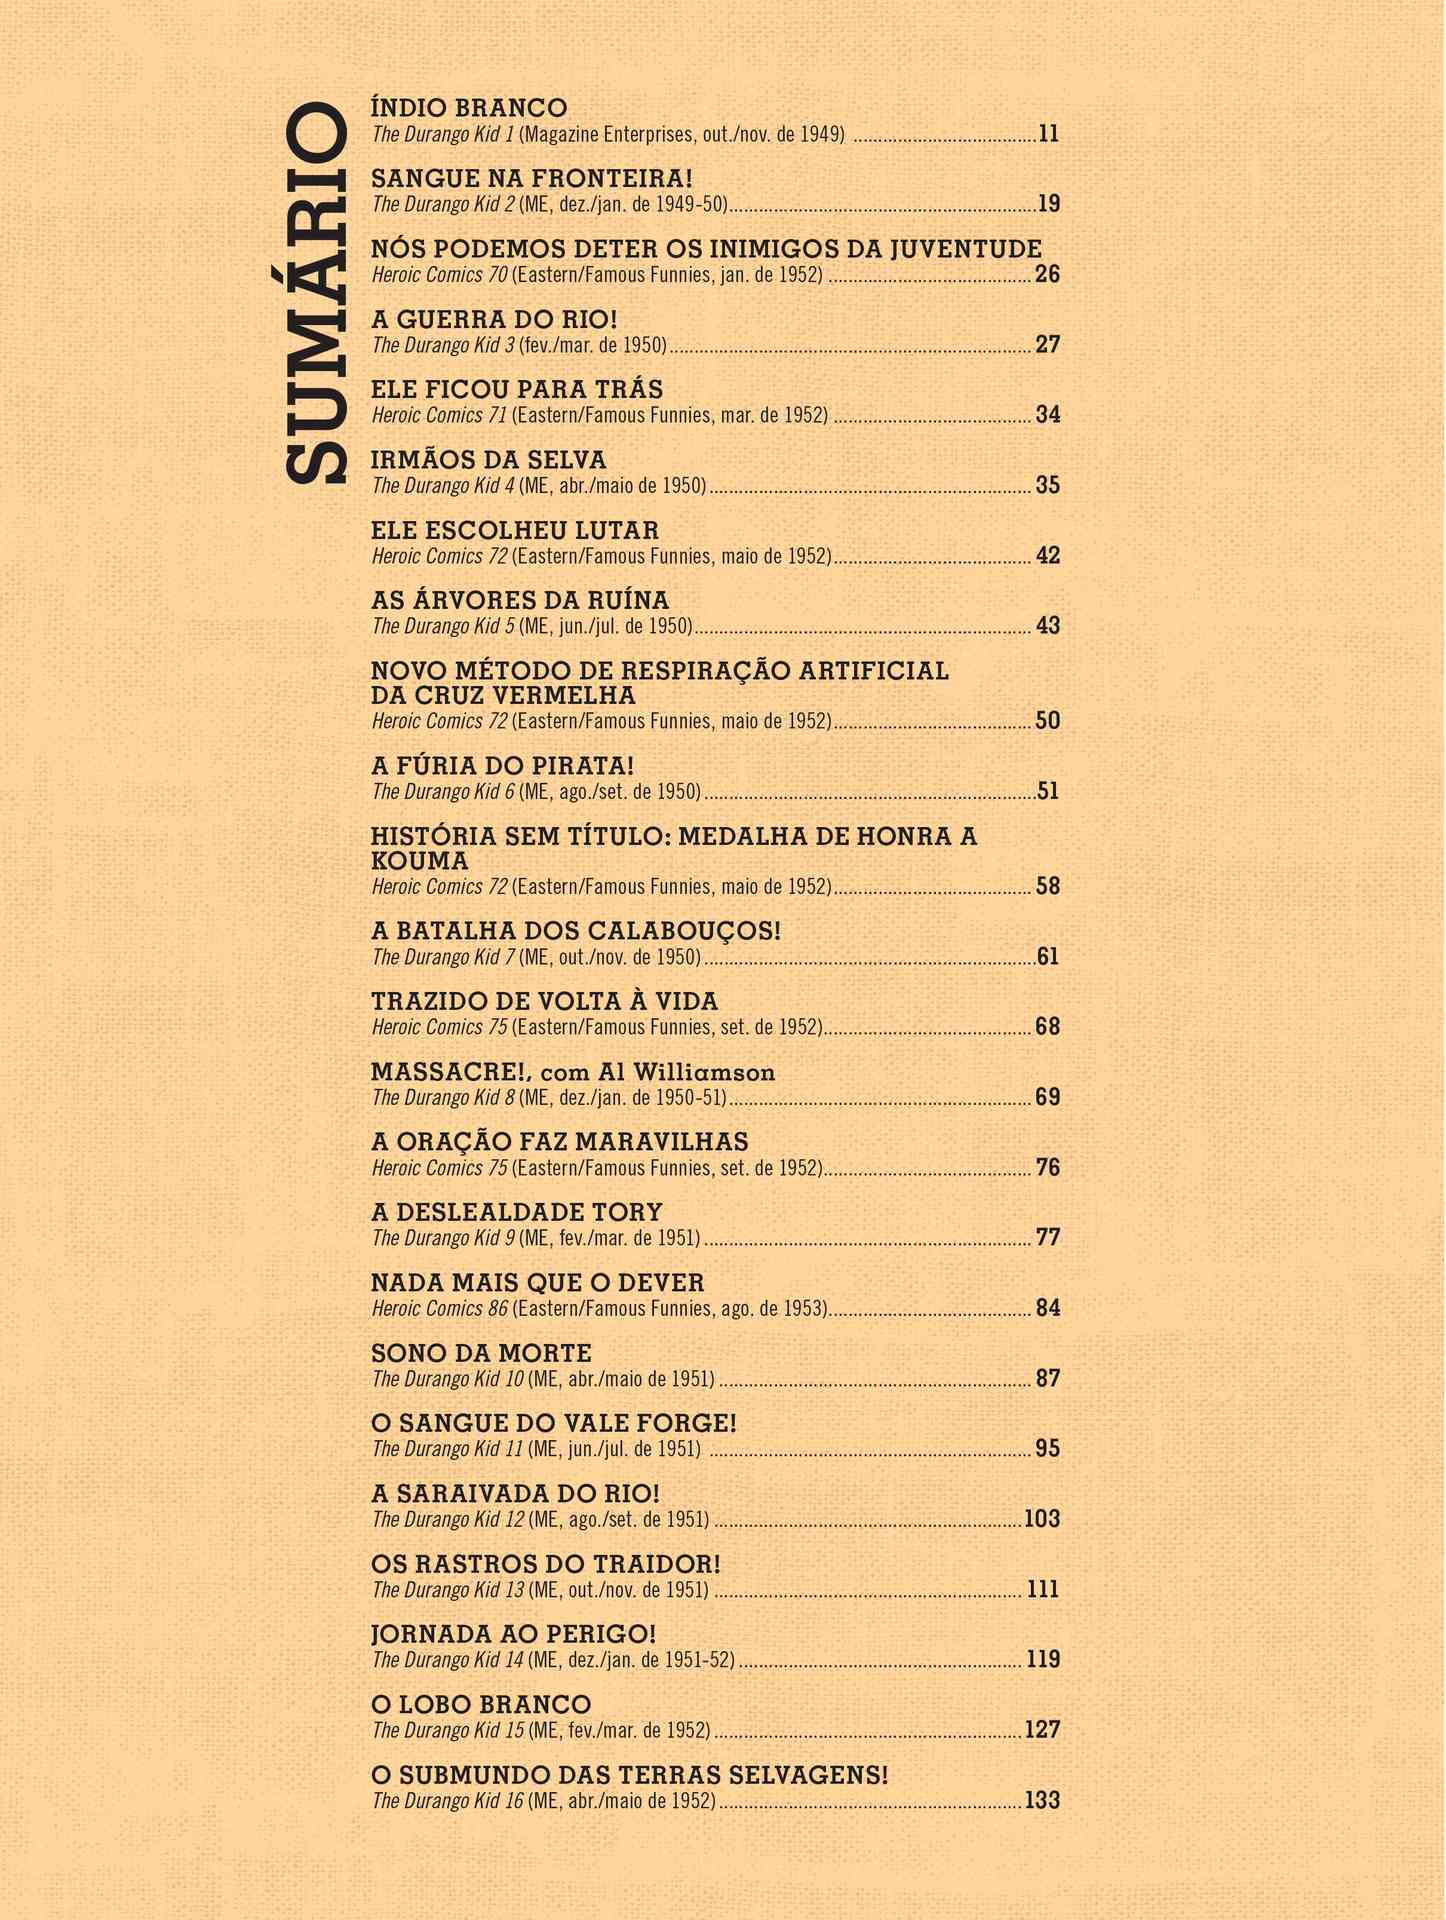 SUMÁRIO
ÍNDIO BRANCO
The Durango Kid 1 (Magazine Enterprises, out./nov. de 1949) ....................................11
SANGUE NA FRONTEIRA!
The Durango Kid 2 (ME, dez./jan. de 1949-50)..............................................................19
NÓS PODEMOS DETER OS INIMIGOS DA JUVENTUDE
Heroic Comics 70 (Eastern/Famous Funnies, jan. de 1952) ........................................ 26
A GUERRA DO RIO!
The Durango Kid 3 (fev./mar. de 1950)......................................................................... 27
ELE FICOU PARA TRÁS
Heroic Comics 71 (Eastern/Famous Funnies, mar. de 1952) ....................................... 34
IRMÃOS DA SELVA
The Durango Kid 4 (ME, abr./maio de 1950)................................................................. 35
ELE ESCOLHEU LUTAR
Heroic Comics 72 (Eastern/Famous Funnies, maio de 1952)....................................... 42
AS ÁRVORES DA RUÍNA
The Durango Kid 5 (ME, jun./jul. de 1950).................................................................... 43
NOVO MÉTODO DE RESPIRAÇÃO ARTIFICIAL
DA CRUZ VERMELHA
Heroic Comics 72 (Eastern/Famous Funnies, maio de 1952)....................................... 50
A FÚRIA DO PIRATA!
The Durango Kid 6 (ME, ago./set. de 1950) ..................................................................51
HISTÓRIA SEM TÍTULO: MEDALHA DE HONRA A
KOUMA
Heroic Comics 72 (Eastern/Famous Funnies, maio de 1952)....................................... 58
A BATALHA DOS CALABOUÇOS!
The Durango Kid 7 (ME, out./nov. de 1950) ..................................................................61
TRAZIDO DE VOLTA À VIDA
Heroic Comics 75 (Eastern/Famous Funnies, set. de 1952)......................................... 68
MASSACRE!, com Al Williamson
The Durango Kid 8 (ME, dez./jan. de 1950-51)............................................................. 69
A ORAÇÃO FAZ MARAVILHAS
Heroic Comics 75 (Eastern/Famous Funnies, set. de 1952)......................................... 76
A DESLEALDADE TORY
The Durango Kid 9 (ME, fev./mar. de 1951) ................................................................. 77
NADA MAIS QUE O DEVER
Heroic Comics 86 (Eastern/Famous Funnies, ago. de 1953)........................................ 84
SONO DA MORTE
The Durango Kid 10 (ME, abr./maio de 1951) .............................................................. 87
O SANGUE DO VALE FORGE!
The Durango Kid 11 (ME, jun./jul. de 1951) ................................................................ 95
A SARAIVADA DO RIO!
The Durango Kid 12 (ME, ago./set. de 1951) .............................................................103
OS RASTROS DO TRAIDOR!
The Durango Kid 13 (ME, out./nov. de 1951) ............................................................. 111
JORNADA AO PERIGO!
The Durango Kid 14 (ME, dez./jan. de 1951-52)......................................................... 119
O LOBO BRANCO
The Durango Kid 15 (ME, fev./mar. de 1952) .............................................................127
O SUBMUNDO DAS TERRAS SELVAGENS!
The Durango Kid 16 (ME, abr./maio de 1952).............................................................133